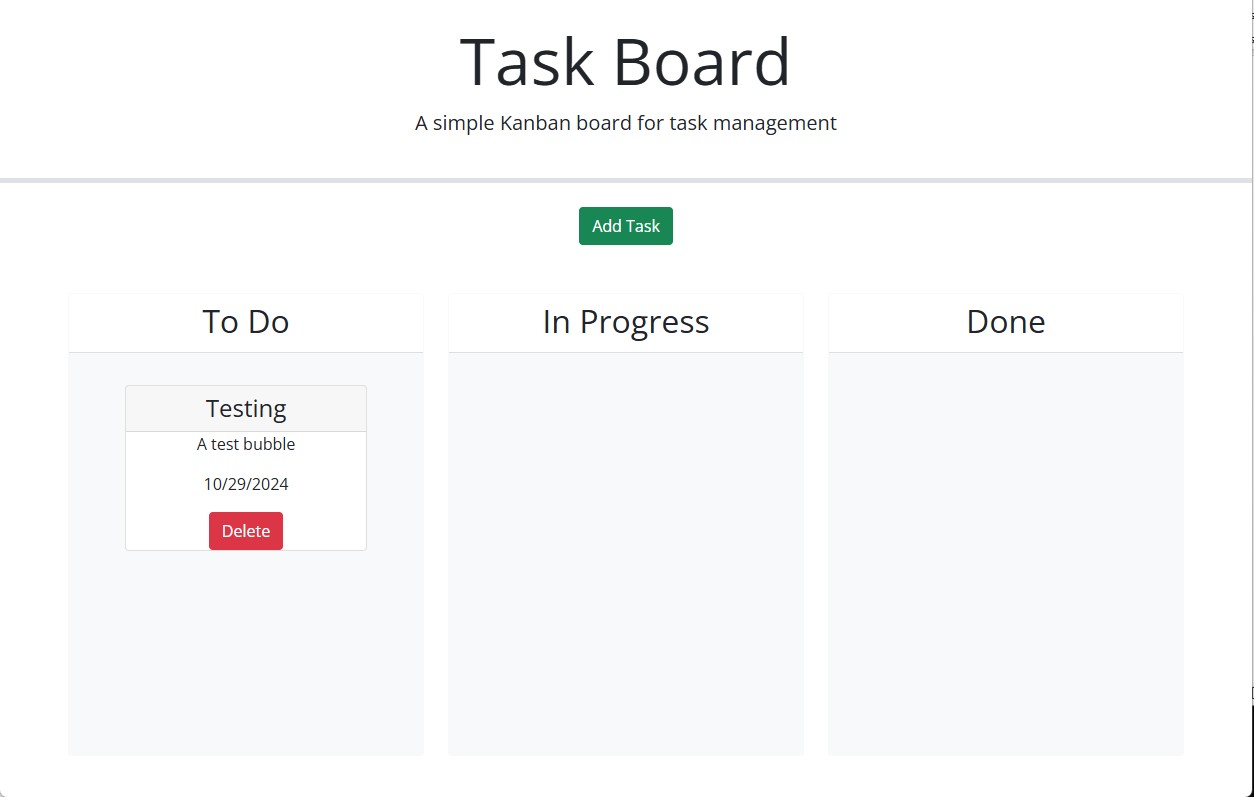 Task Board
A simple Kanban board for task management
Add Task
To Do
Testing
A test bubble
10/29/2024
Delete
In Progress
Done